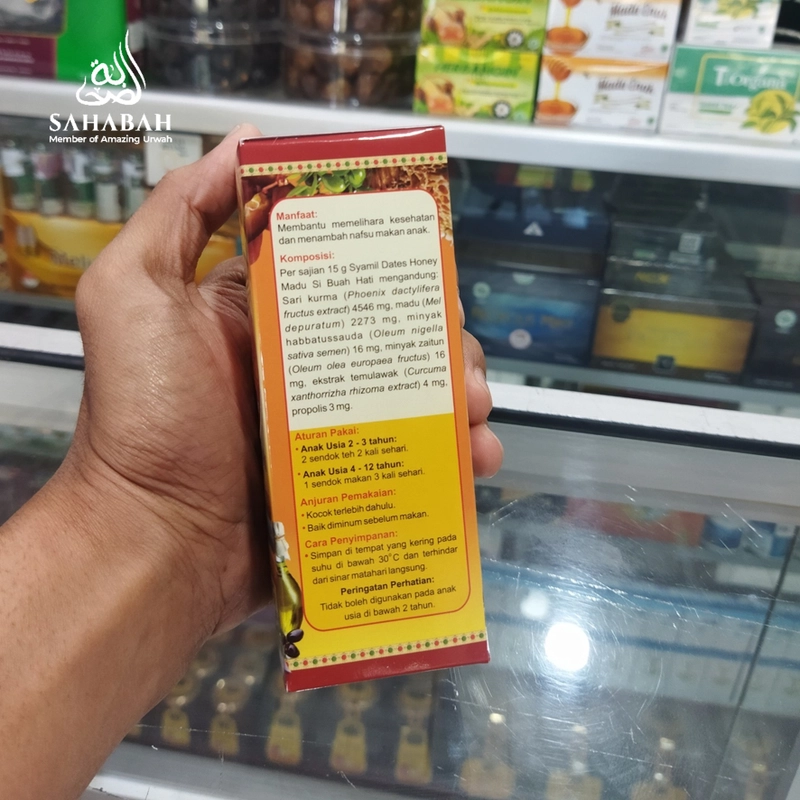 صحابة
SAHABAH
Member of Amazing Urwah
Manfaat:
Membantu memelihara kesehatan
dan menambah nafsu makan anak.
Komposisi:
Per sajian 15 g Syamil Dates Honey
Madu Si Buah Hati mengandung:
Sari kurma (Phoenix dactylifera
fructus extract) 4546 mg, madu (Mel
depuratum) 2273 mg, minyak
habbatussauda (Oleum nigella
sativa semen) 16 mg, minyak zaitun
(Oleum olea europaea fructus) 16
mg, ekstrak temulawak (Curcuma
xanthorrizha rhizoma extract) 4 mg,
propolis 3 mg.
Aturan Pakai:
• Anak Usia 2 - 3 tahun:
2 sendok teh 2 kali sehari.
• Anak Usia 4 - 12 tahun:
1 sendok makan 3 kali sehari.
Anjuran Pemakaian:
• Kocok terlebih dahulu.
• Baik diminum sebelum makan.
Cara Penyimpanan:
• Simpan di tempat yang kering pada
suhu di bawah 30°C dan terhindar
dari sinar matahari langsung.
Peringatan Perhatian:
Tidak boleh digunakan pada anak
usia di bawah 2 tahun.